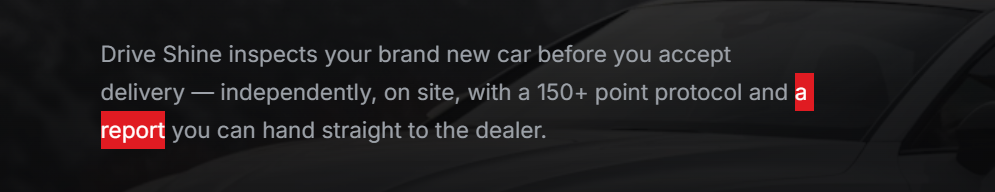 Drive Shine inspects your brand new car before you accept
delivery — independently, on site, with a 150+ point protocol and a
report you can hand straight to the dealer.